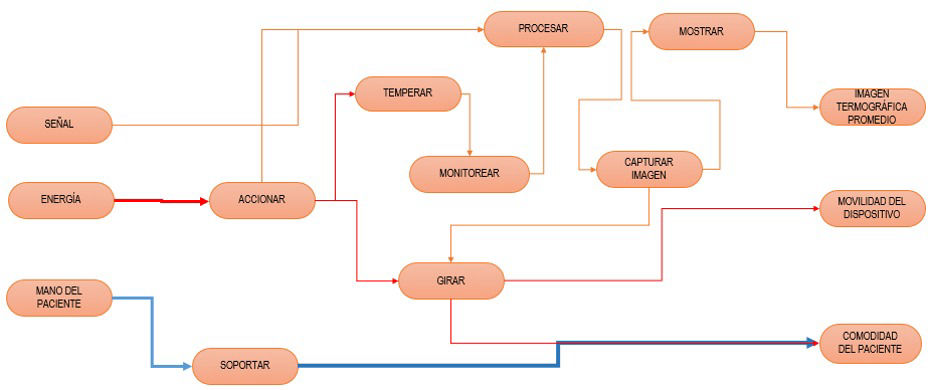 PROCESAR
MOSTRAR
TEMPERAR
IMAGEN
TERMOGRÁFICA
PROMEDIO
SEÑAL
MONITOREAR
CAPTURAR
IMAGEN
ENERGÍA
ACCIONAR
MOVILIDAD DEL
DISPOSITIVO
GIRAR
MANO DEL
PACIENTE
SOPORTAR
COMODIDAD
DEL PACIENTE